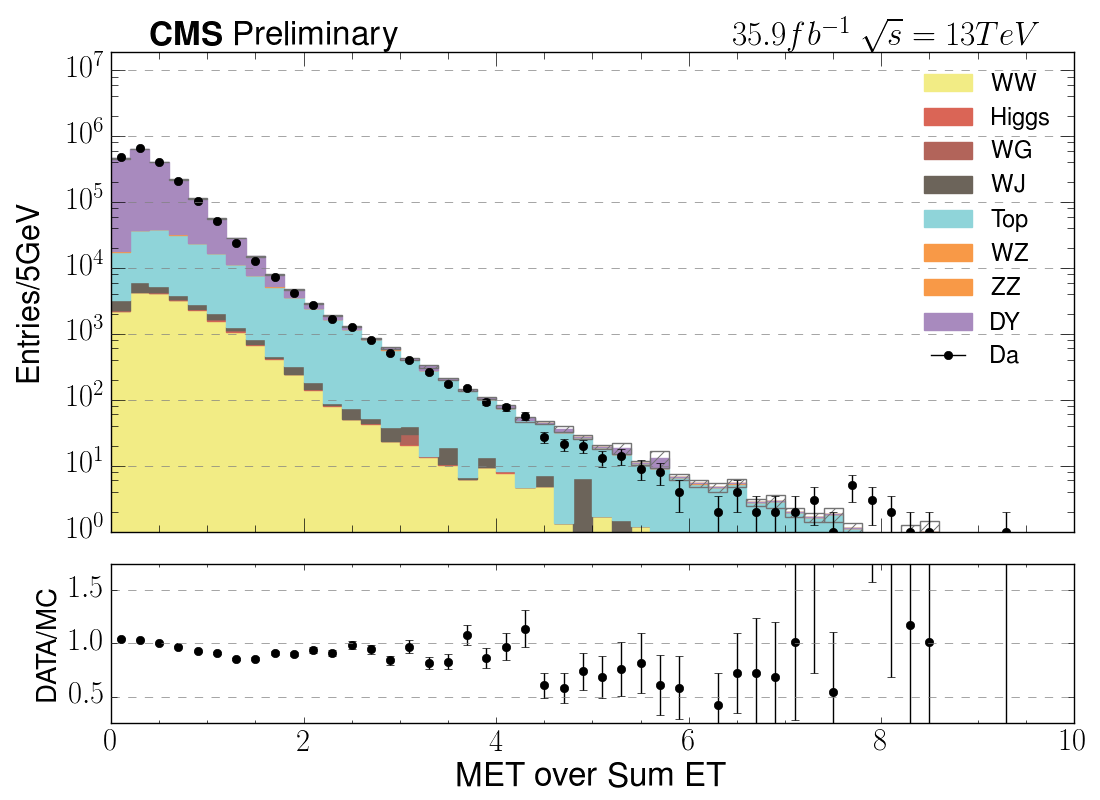 CMS Preliminary 35.9fb⁻¹ √s = 13TeV
10⁷
10⁶
10⁵
10⁴
10³
10²
10¹
10⁰
Entries/5GeV
WW
Higgs
WG
WJ
Top
WZ
ZZ
DY
Da
1.5
1.0
0.5
DATA/MC
0 2 4 6 8 10
MET over Sum ET